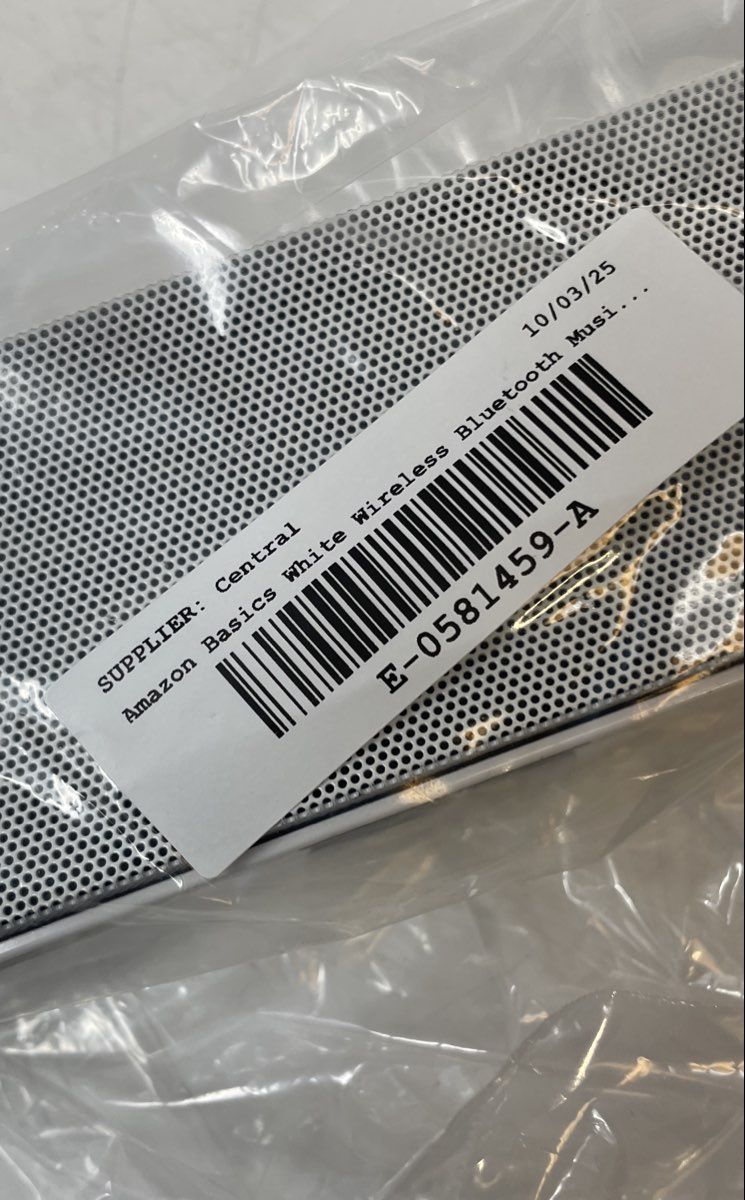 10/03/25
SUPPLIER: Central
Amazon Basics White Wireless Bluetooth Musi...
E-0581459-A